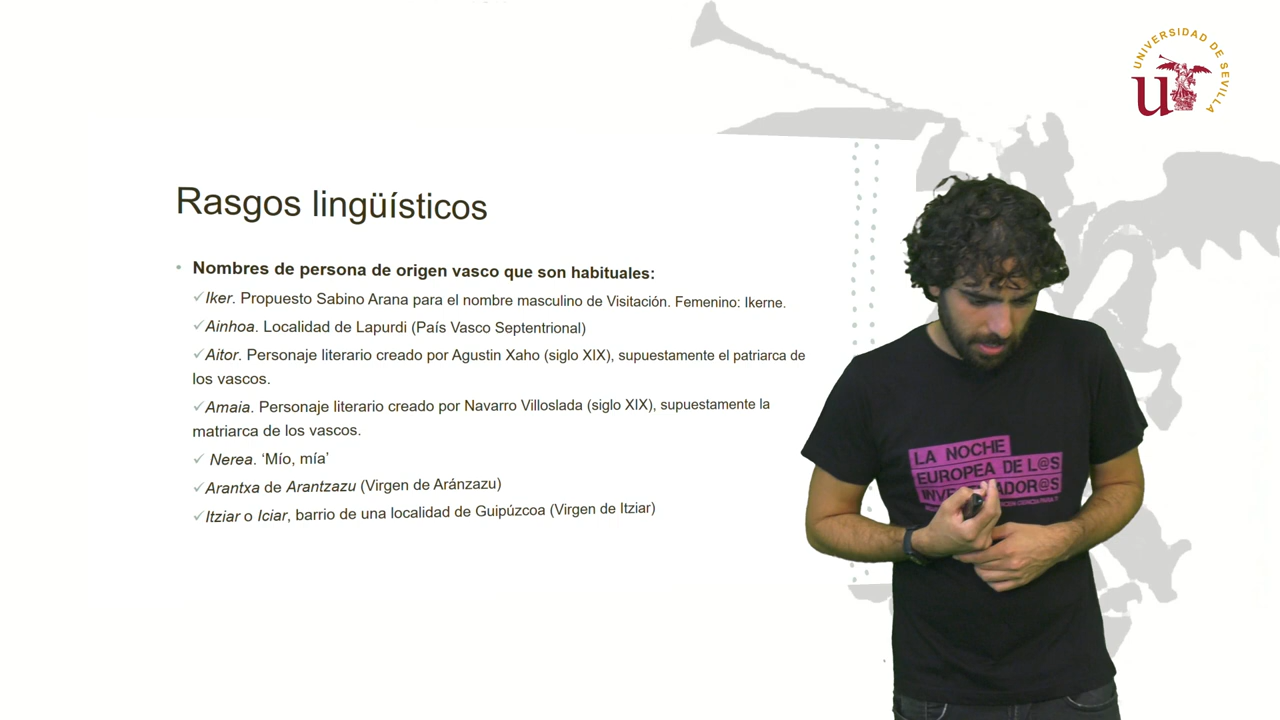 UNIVERSIDAD DE SEVILLA
u
Rasgos lingüísticos
Nombres de persona de origen vasco que son habituales:
Iker. Propuesto Sabino Arana para el nombre masculino de Visitación. Femenino: Ikerne.
Ainhoa. Localidad de Lapurdi (País Vasco Septentrional)
Aitor. Personaje literario creado por Agustin Xaho (siglo XIX), supuestamente el patriarca de
los vascos.
Amaia. Personaje literario creado por Navarro Villoslada (siglo XIX), supuestamente la
matriarca de los vascos.
Nerea. ‘Mío, mía’
Arantxa de Arantzazu (Virgen de Aránzazu)
Itziar o Iciar, barrio de una localidad de Guipúzcoa (Virgen de Itziar)
LA NOCHE
EUROPEA DE L@S